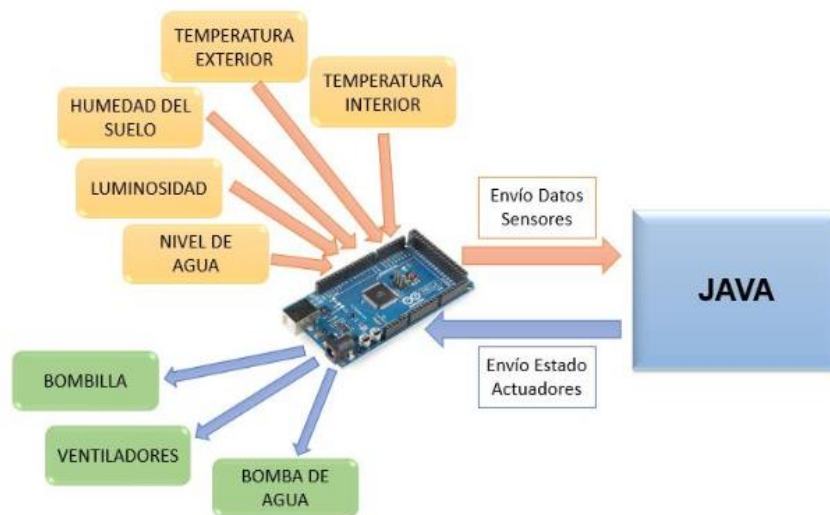 TEMPERATURA
EXTERIOR
TEMPERATURA
INTERIOR
HUMEDAD DEL
SUELO
LUMINOSIDAD
NIVEL DE
AGUA
Envío Datos
Sensores
JAVA
Envío Estado
Actuadores
BOMBILLA
VENTILADORES
BOMBA DE
AGUA